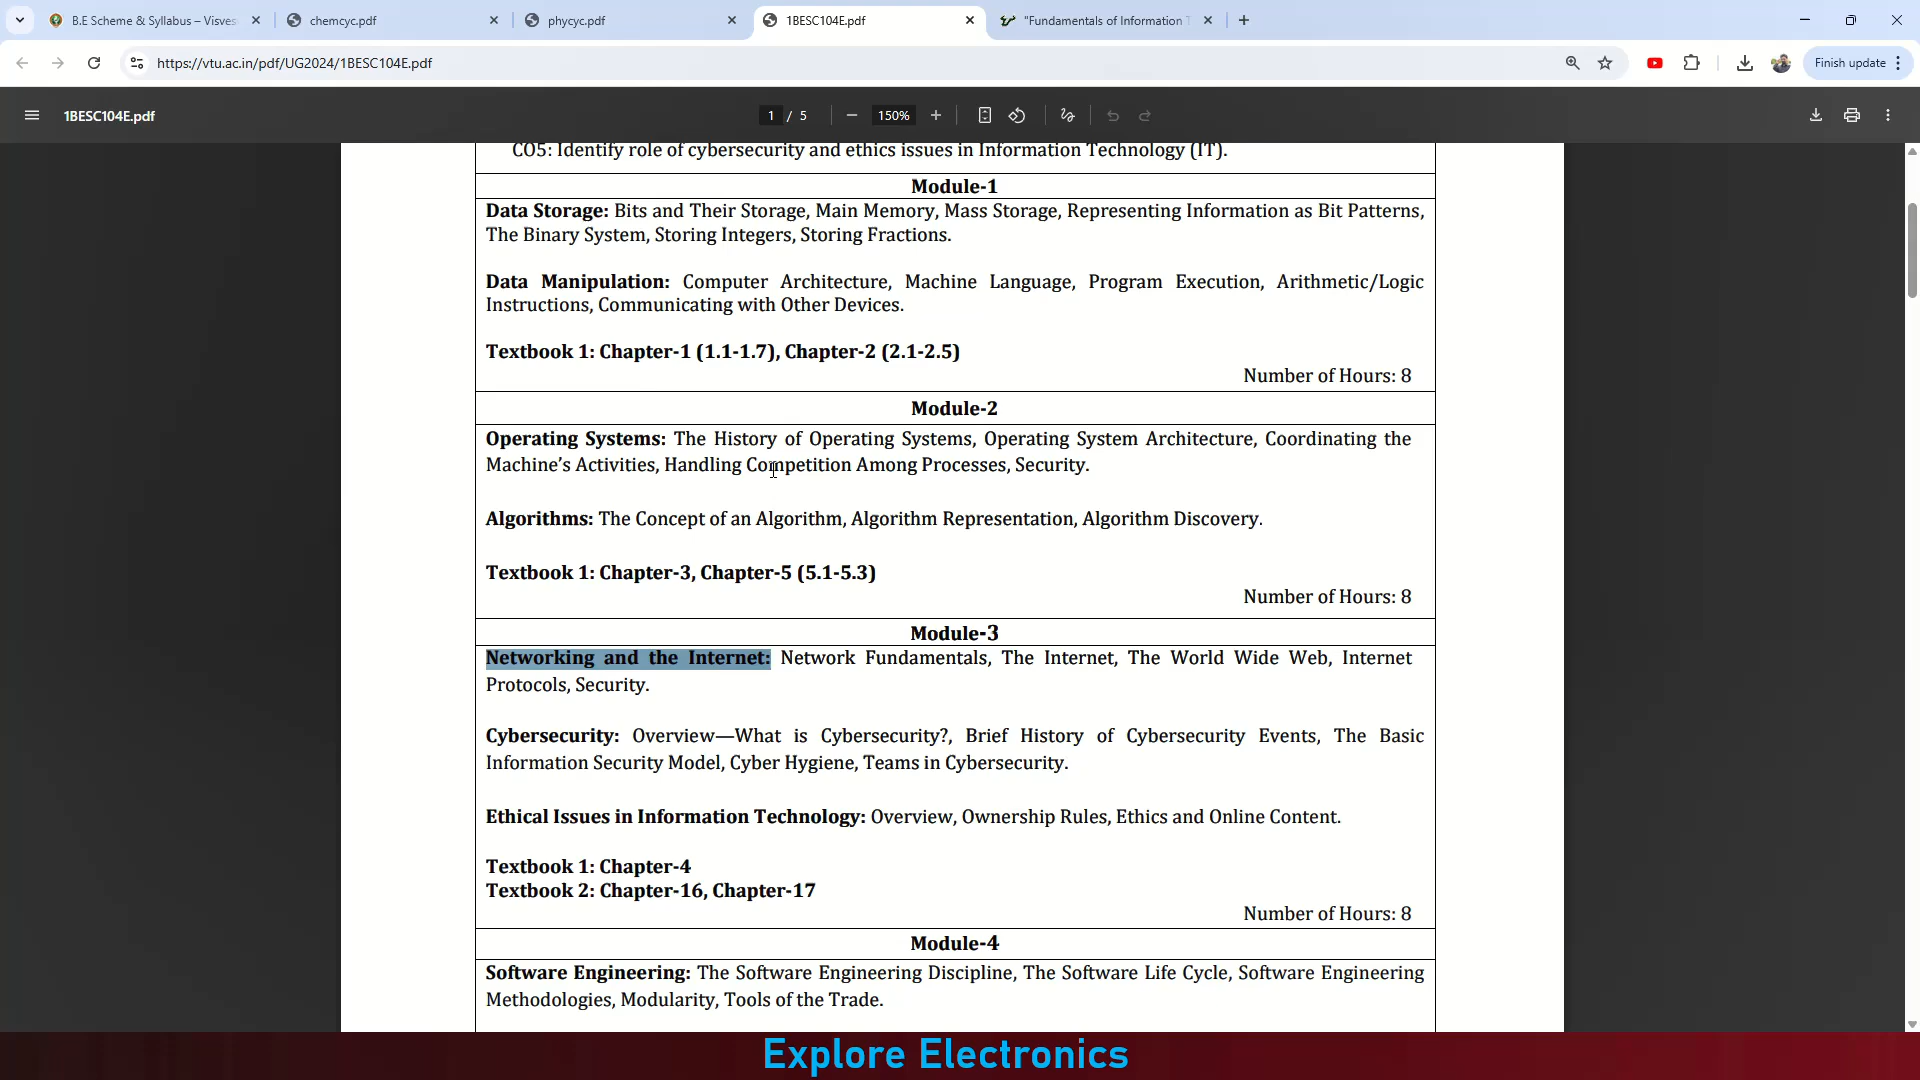 B.E Scheme & Syllabus – Visves
chemcyc.pdf
phycyc.pdf
1BESC104E.pdf
"Fundamentals of Information T
https://vtu.ac.in/pdf/UG2024/1BESC104E.pdf
Finish update
1BESC104E.pdf
1 / 5
150%
CO5: Identify role of cybersecurity and ethics issues in Information Technology (IT).
Module-1
Data Storage: Bits and Their Storage, Main Memory, Mass Storage, Representing Information as Bit Patterns,
The Binary System, Storing Integers, Storing Fractions.
Data Manipulation: Computer Architecture, Machine Language, Program Execution, Arithmetic/Logic
Instructions, Communicating with Other Devices.
Textbook 1: Chapter-1 (1.1-1.7), Chapter-2 (2.1-2.5)
Number of Hours: 8
Module-2
Operating Systems: The History of Operating Systems, Operating System Architecture, Coordinating the
Machine's Activities, Handling Competition Among Processes, Security.
Algorithms: The Concept of an Algorithm, Algorithm Representation, Algorithm Discovery.
Textbook 1: Chapter-3, Chapter-5 (5.1-5.3)
Number of Hours: 8
Module-3
Networking and the Internet: Network Fundamentals, The Internet, The World Wide Web, Internet
Protocols, Security.
Cybersecurity: Overview—What is Cybersecurity?, Brief History of Cybersecurity Events, The Basic
Information Security Model, Cyber Hygiene, Teams in Cybersecurity.
Ethical Issues in Information Technology: Overview, Ownership Rules, Ethics and Online Content.
Textbook 1: Chapter-4
Textbook 2: Chapter-16, Chapter-17
Number of Hours: 8
Module-4
Software Engineering: The Software Engineering Discipline, The Software Life Cycle, Software Engineering
Methodologies, Modularity, Tools of the Trade.
Explore Electronics